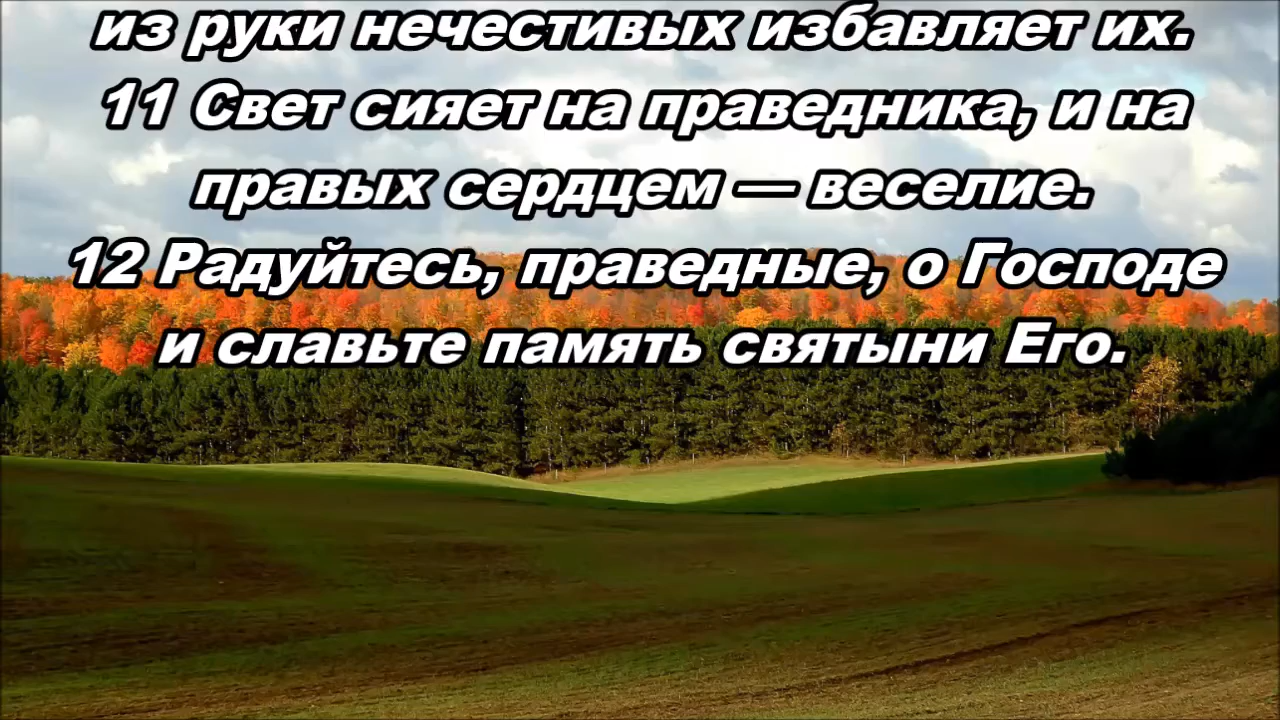 из руки нечестивых избавляет их.
11 Свет сияет на праведника, и на
правых сердцем — веселие.
12 Радуйтесь, праведные, о Господе
и славьте память святыни Его.